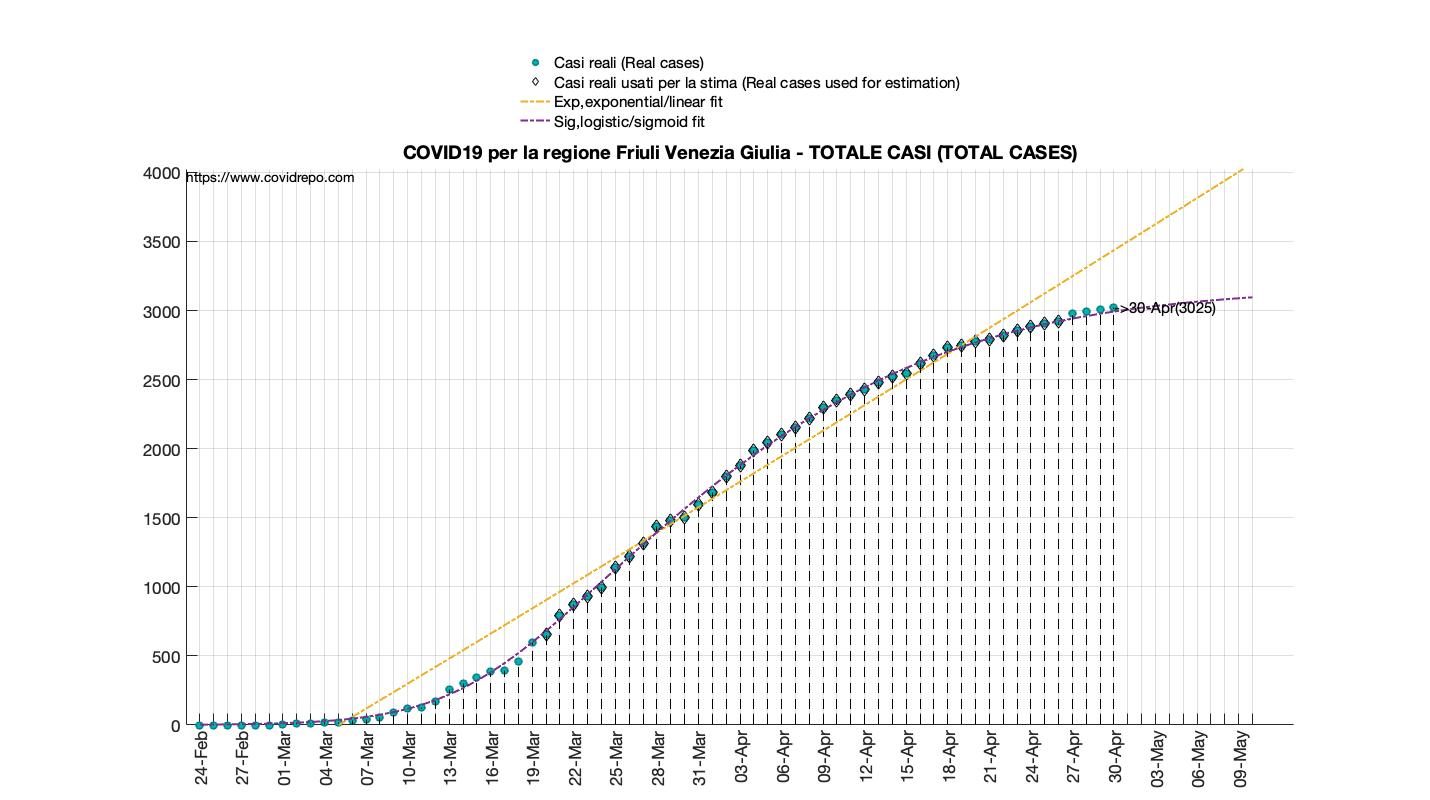 Casi reali (Real cases)
Casi reali usati per la stima (Real cases used for estimation)
Exp,exponential/linear fit
Sig,logistic/sigmoid fit
COVID19 per la regione Friuli Venezia Giulia - TOTALE CASI (TOTAL CASES)
https://www.covidrepo.com
4000
3500
3000
2500
2000
1500
1000
500
0
->30-Apr(3025)
24-Feb
27-Feb
01-Mar
04-Mar
07-Mar
10-Mar
13-Mar
16-Mar
19-Mar
22-Mar
25-Mar
28-Mar
31-Mar
03-Apr
06-Apr
09-Apr
12-Apr
15-Apr
18-Apr
21-Apr
24-Apr
27-Apr
30-Apr
03-May
06-May
09-May